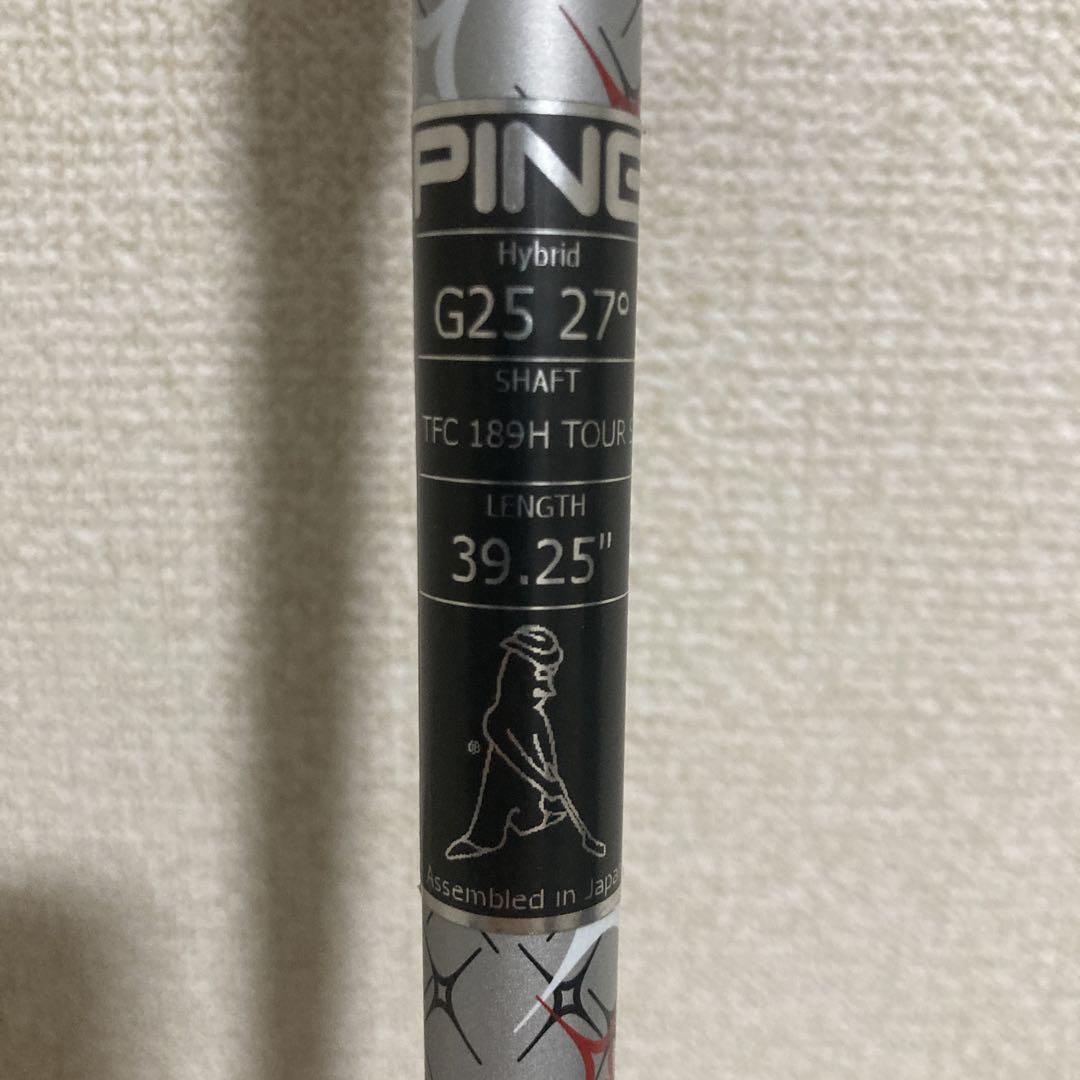 PING
Hybrid
G25 27°
SHAFT
TFC 189H TOUR S
LENGTH
39.25"
®
Assembled in Japan